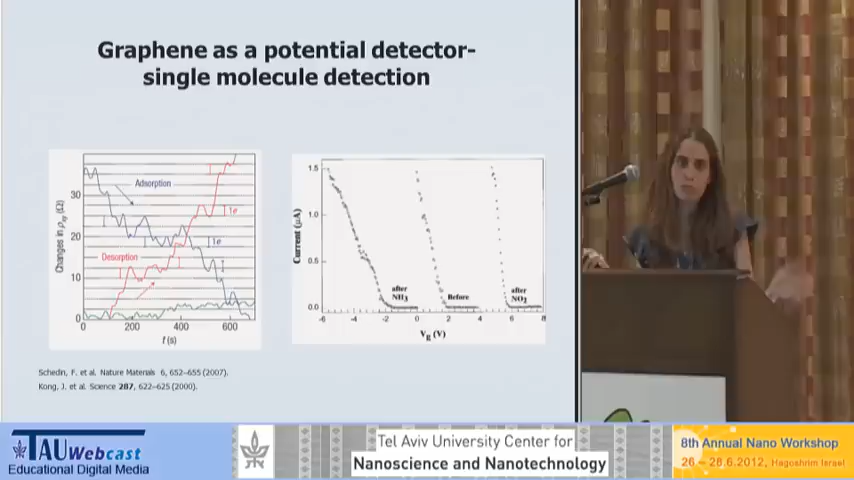 Graphene as a potential detector-
single molecule detection
Adsorption
1e
1e
Desorption
Changes in ρxy (Ω)
30
20
10
0
0 200 400 600
t (s)
1.5
1.0
0.5
0.0
Current (μA)
after
NH3
Before
after
NO2
-6 -4 -2 0 2 4 6 8
Vg (V)
Schedin, F. et al. Nature Materials 6, 652-655 (2007).
Kong, J. et al. Science 287, 622-625 (2000).
TAU Webcast
Educational Digital Media
Tel Aviv University Center for
Nanoscience and Nanotechnology
8th Annual Nano Workshop
26 – 28.6.2012, Hagoshrim Israel